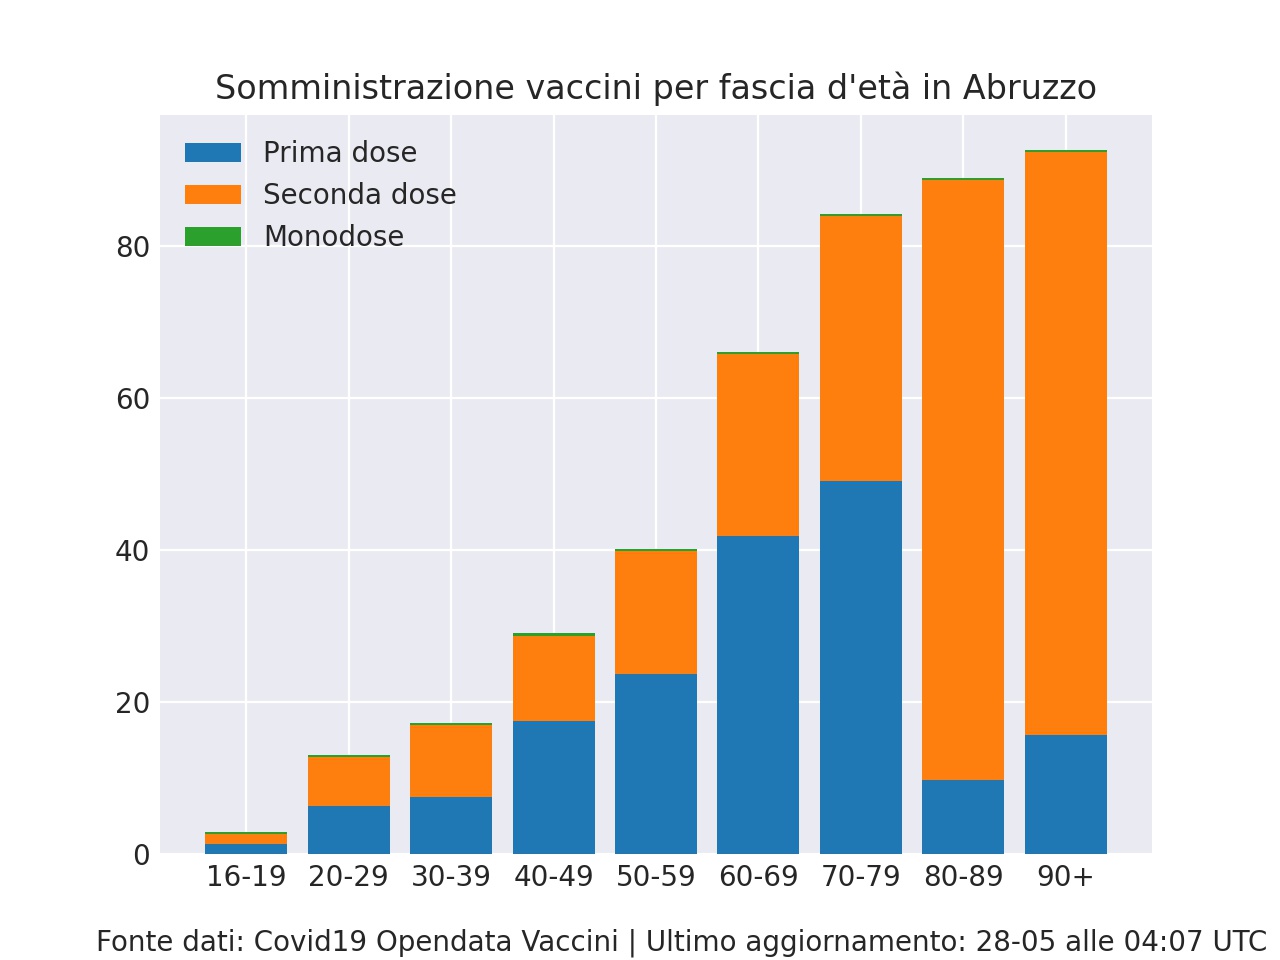 Somministrazione vaccini per fascia d'età in Abruzzo
Prima dose
Seconda dose
Monodose
80
60
40
20
0
16-19 20-29 30-39 40-49 50-59 60-69 70-79 80-89 90+
Fonte dati: Covid19 Opendata Vaccini | Ultimo aggiornamento: 28-05 alle 04:07 UTC